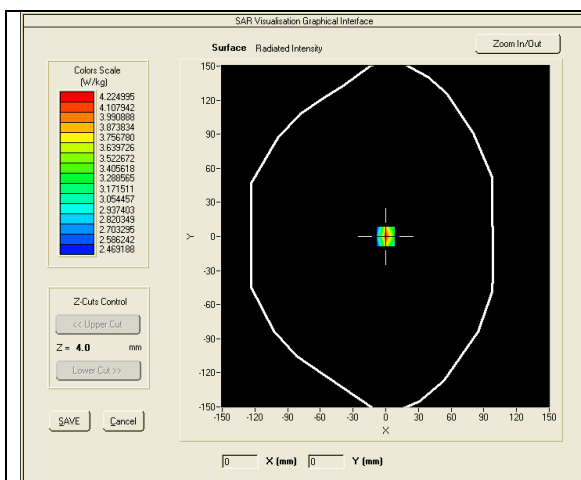 SAR Visualisation Graphical Interface
Surface Radiated Intensity
Zoom In/Out
Colors Scale
(W/kg)
4.224995
4.107942
3.990888
3.873834
3.756780
3.639726
3.522672
3.405618
3.288565
3.171511
3.054457
2.937403
2.820349
2.703295
2.586242
2.469188
Z-Cuts Control
<< Upper Cut
Z = 4.0 mm
Lower Cut >>
SAVE Cancel
150
120
90
60
30
Y
0
-30
-60
-90
-120
-150
-150 -120 -90 -60 -30 0 30 60 90 120 150
X
0 X (mm) 0 Y (mm)